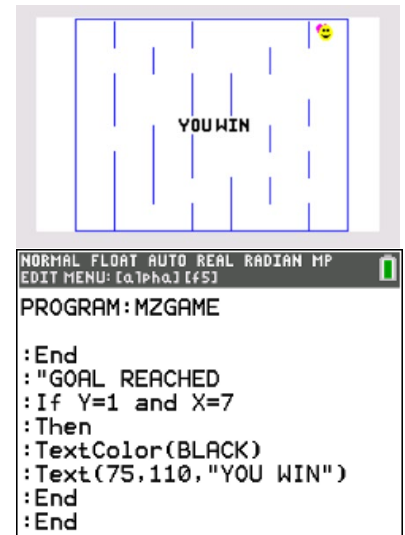 YOU WIN
NORMAL FLOAT AUTO REAL RADIAN MP
EDIT MENU: [alpha] [f5]
PROGRAM:MZGAME
:End
:"GOAL REACHED
:If Y=1 and X=7
:Then
:TextColor(BLACK)
:Text(75,110,"YOU WIN")
:End
:End